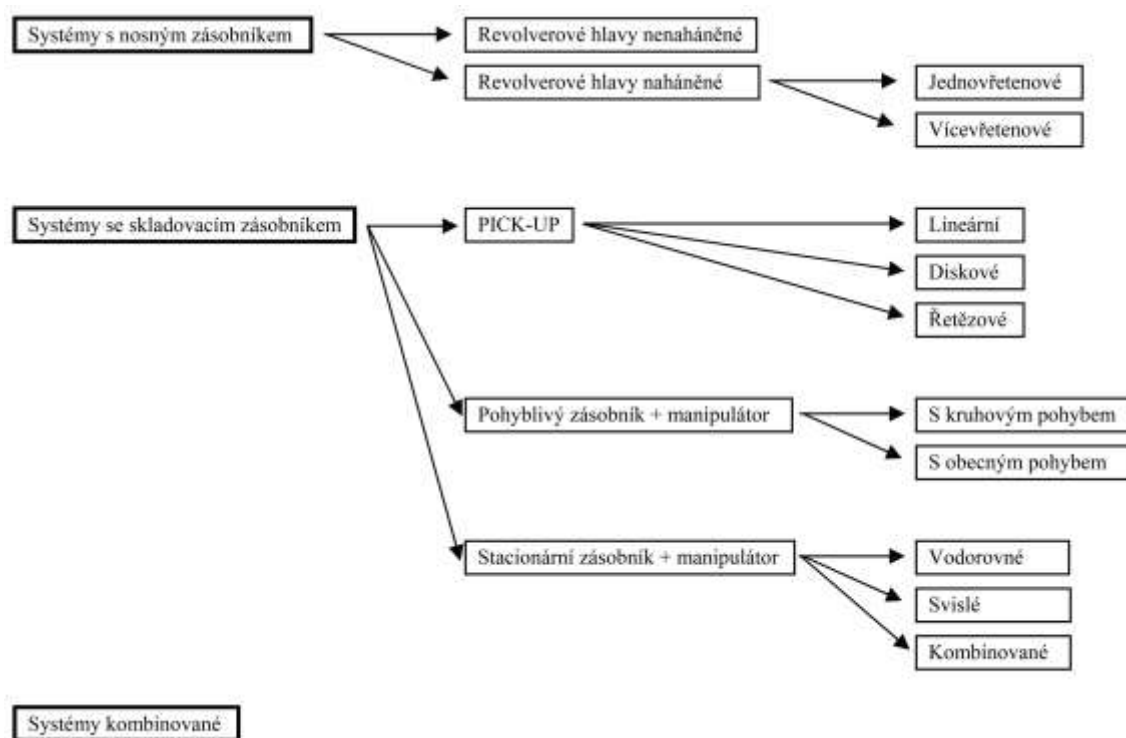 Systémy s nosným zásobníkem
Revolverové hlavy nenaháněné
Revolverové hlavy naháněné
Jednovřetenové
Vícevřetenové
Systémy se skladovacím zásobníkem
PICK-UP
Lineární
Diskové
Řetězové
Pohyblivý zásobník + manipulátor
S kruhovým pohybem
S obecným pohybem
Stacionární zásobník + manipulátor
Vodorovné
Svislé
Kombinované
Systémy kombinované